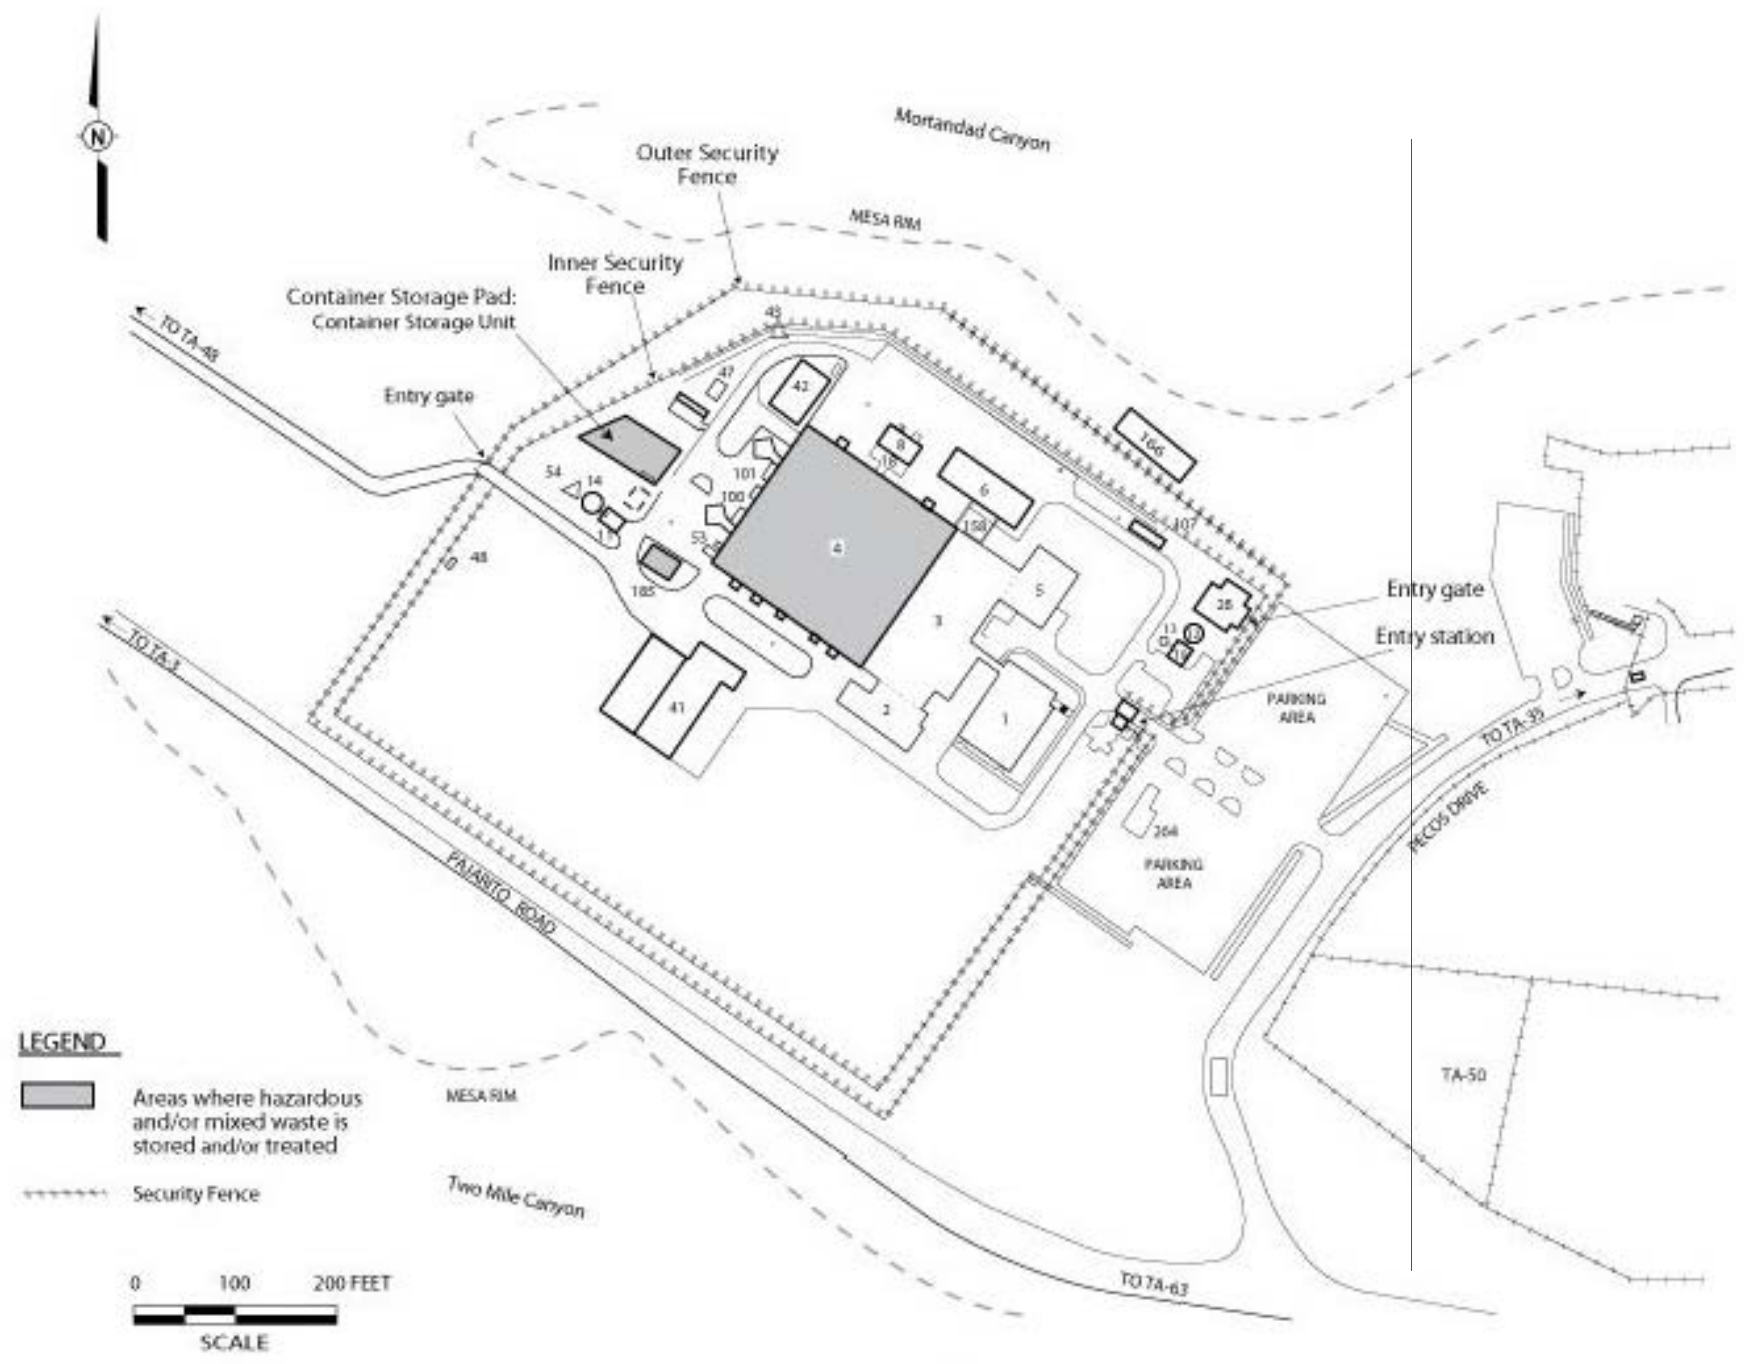 N
Mortandad Canyon
Outer Security
Fence
MESA RIM
Inner Security
Fence
Container Storage Pad:
Container Storage Unit
TO TA-48
Entry gate
43
47
42
8
16
166
6
54
14
101
100
158
107
4
53
48
185
5
28
Entry gate
3
13
Entry station
TO TA-3
41
2
1
PARKING
AREA
TO TA-35
PECOS DRIVE
264
PARKING
AREA
PAJARITO ROAD
TA-50
LEGEND
Areas where hazardous
and/or mixed waste is
stored and/or treated
Security Fence
MESA RIM
Two Mile Canyon
TO TA-63
0 100 200 FEET
SCALE